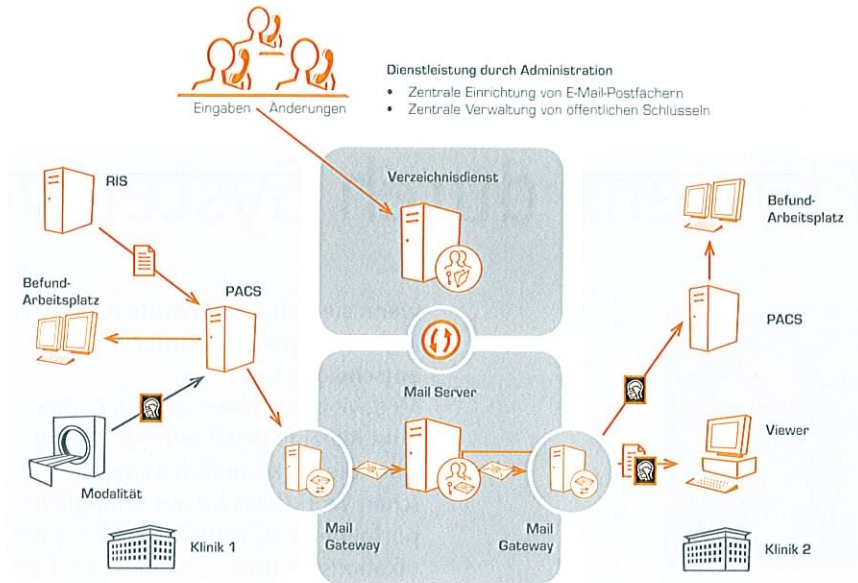 Dienstleistung durch Administration
• Zentrale Einrichtung von E-Mail-Postfächern
• Zentrale Verwaltung von öffentlichen Schlüsseln
Eingaben Änderungen
RIS
Verzeichnisdienst
Befund-
Arbeitsplatz
Befund-
Arbeitsplatz
PACS
PACS
Mail Server
Viewer
Modalität
Mail
Gateway
Mail
Gateway
Klinik 1
Klinik 2